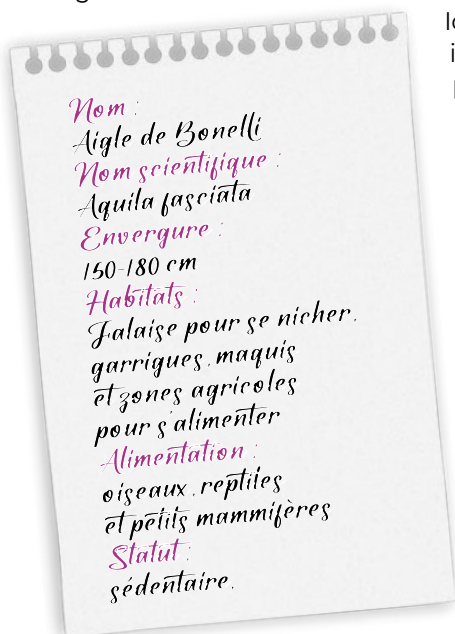 Nom :
Aigle de Bonelli
Nom scientifique :
Aquila fasciata
Envergure :
150-180 cm
Habitats :
Falaise pour se nicher,
garrigues, maquis
et zones agricoles
pour s'alimenter
Alimentation :
oiseaux, reptiles
et petits mammifères
Statut :
sédentaire.